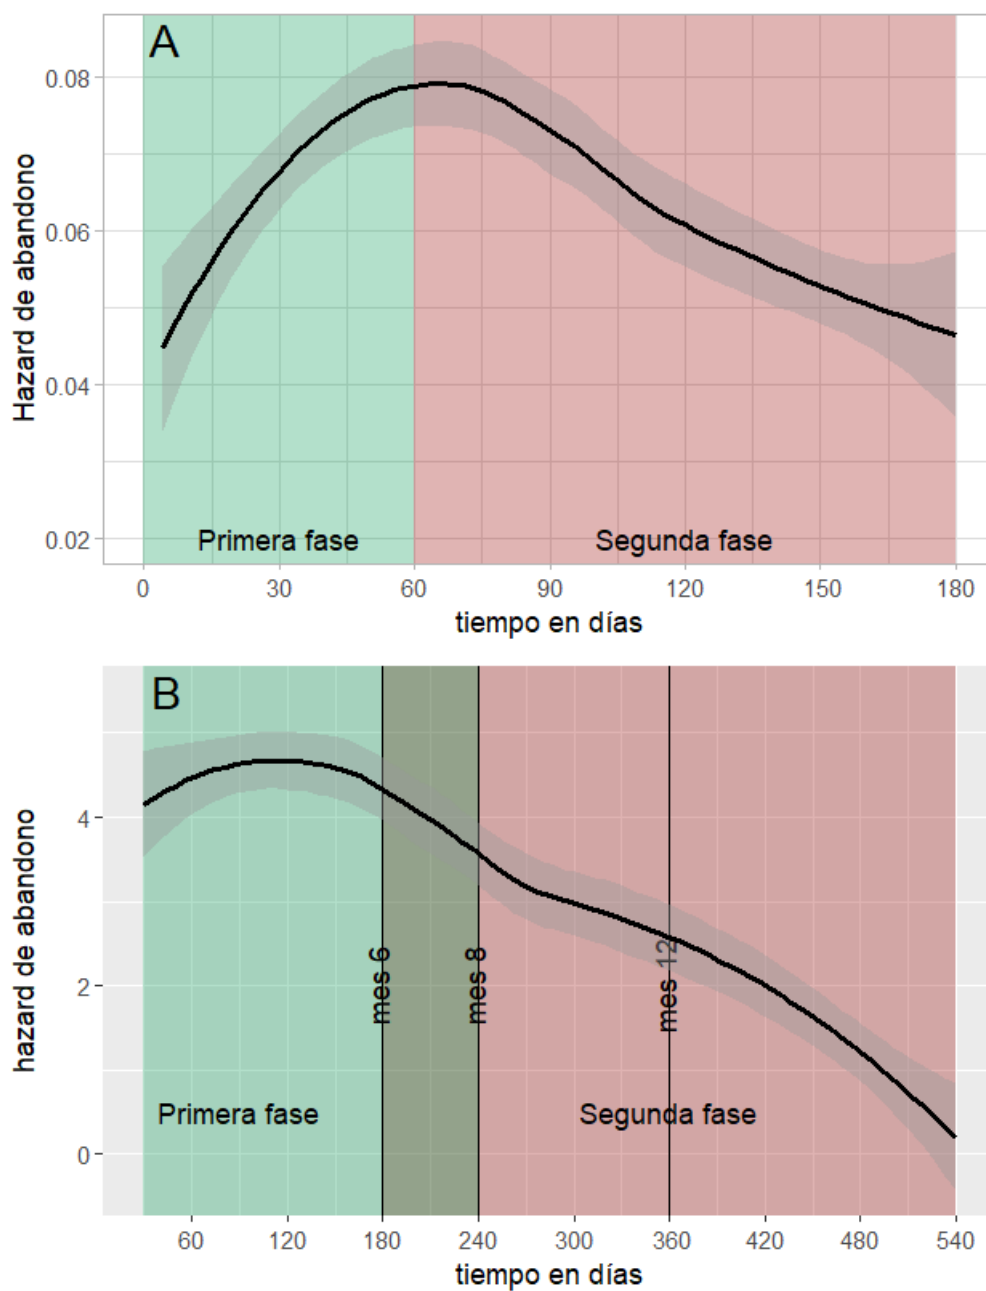 A
Hazard de abandono
0.08
0.06
0.04
0.02
Primera fase
Segunda fase
0 30 60 90 120 150 180
tiempo en días
B
hazard de abandono
4
2
0
mes 6
mes 8
mes 12
Primera fase
Segunda fase
60 120 180 240 300 360 420 480 540
tiempo en días